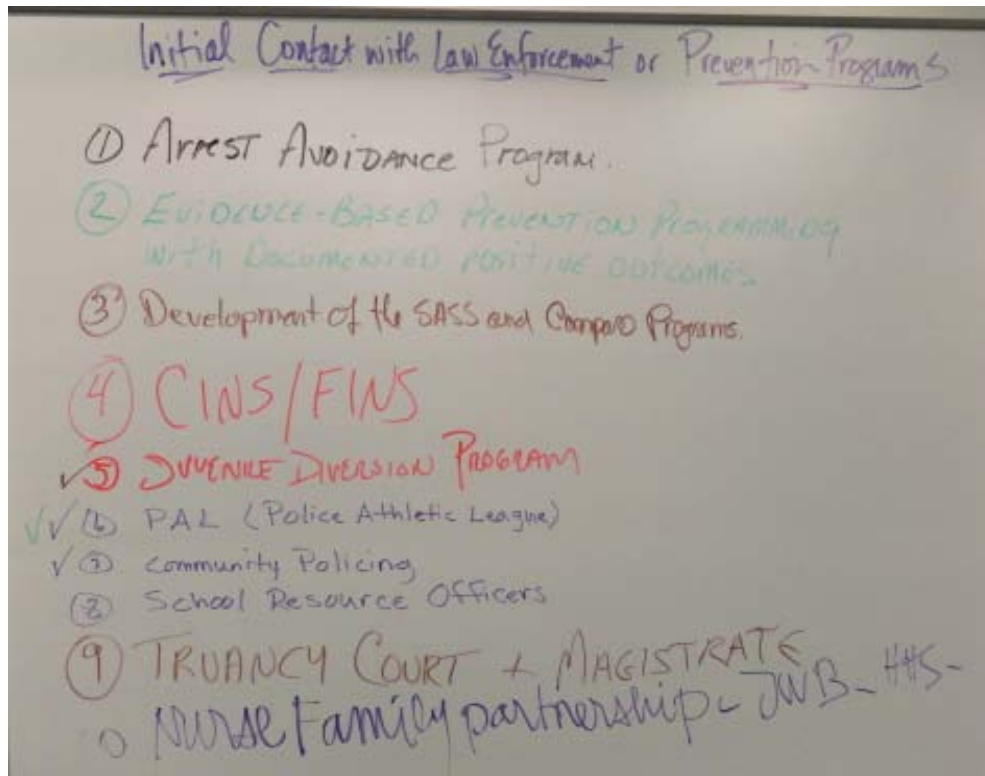 Initial Contact with Law Enforcement or Prevention Programs
① Arrest Avoidance Program.
② Evidence-Based Prevention Programming
with Documented positive outcomes.
③ Development of the SASS and Programs.
④ CINS/FINS
✓⑤ Juvenile Diversion Program
✓✓⑥ PAL (Police Athletic League)
✓⑦ Community Policing
⑧ School Resource Officers
⑨ TRUANCY COURT + MAGISTRATE
Nurse Family partnership - JWB - HHS -